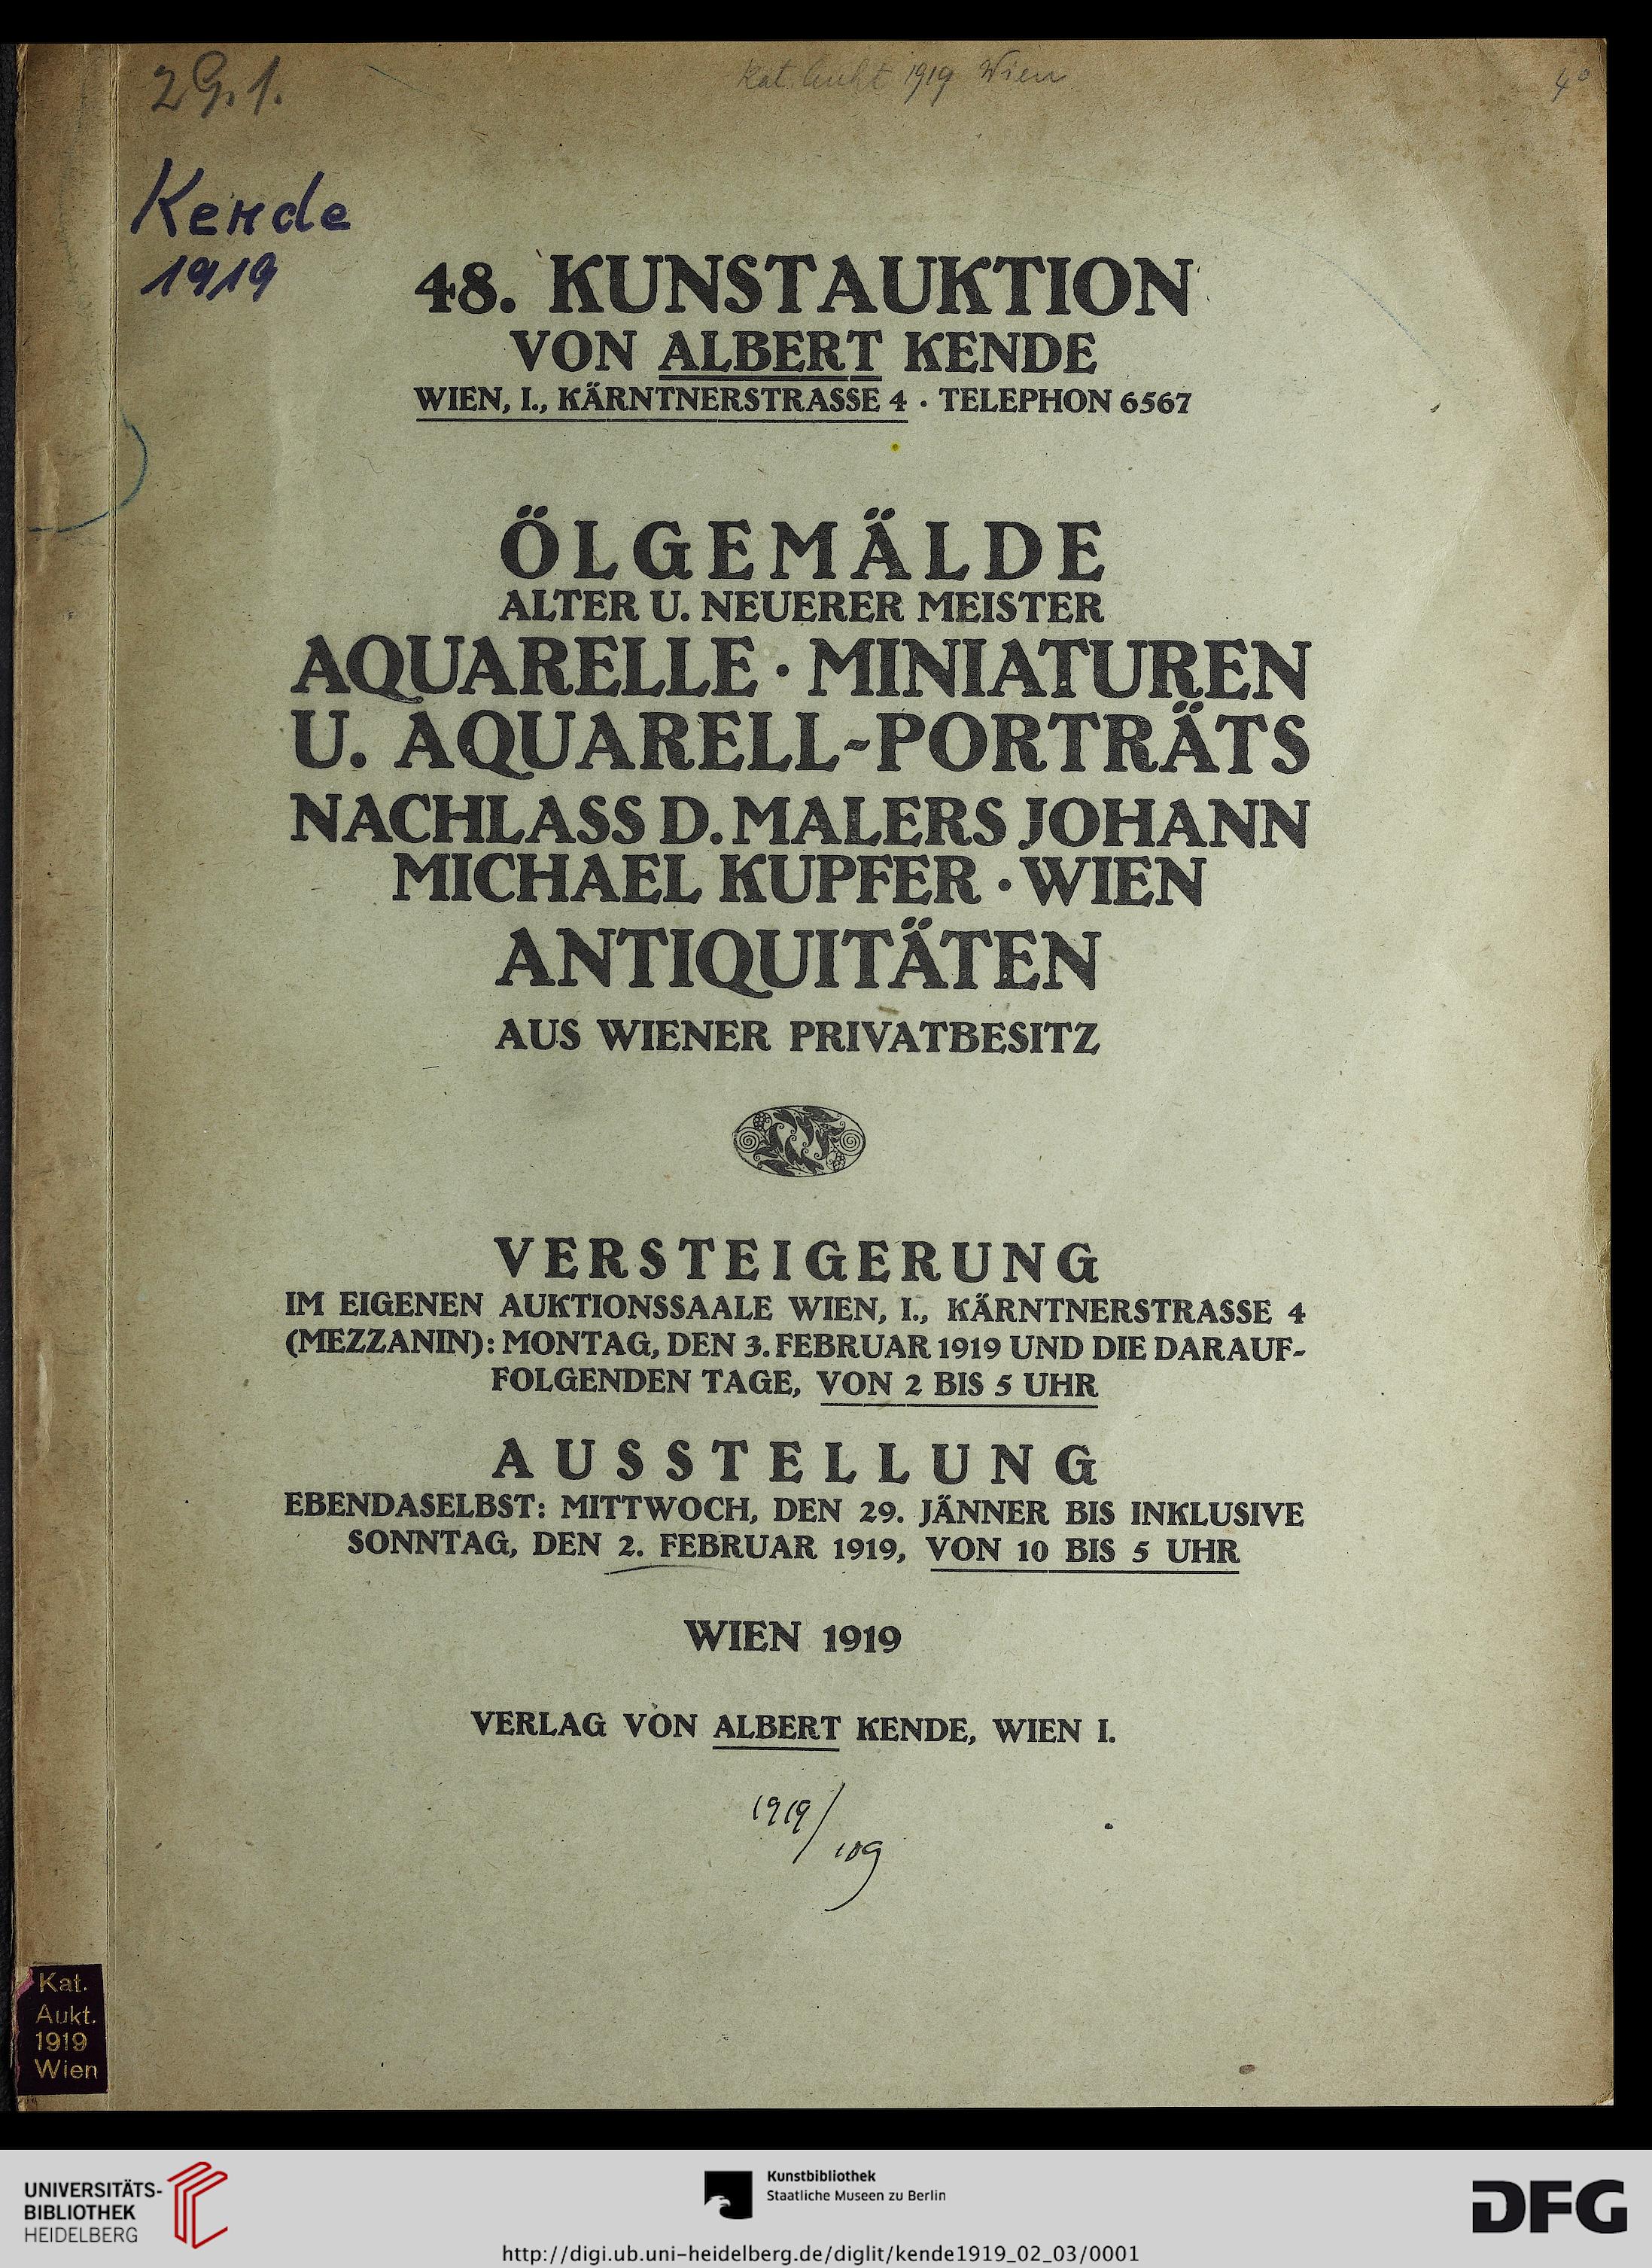 2 G. 1.
Kat. Aukt 1919 Wien
4°
Kende
1919
48. KUNSTAUKTION
VON ALBERT KENDE
WIEN, I., KÄRNTNERSTRASSE 4 · TELEPHON 6567
ÖLGEMÄLDE
ALTER U. NEUERER MEISTER
AQUARELLE · MINIATUREN
U. AQUARELL-PORTRÄTS
NACHLASS D. MALERS JOHANN
MICHAEL KUPFER · WIEN
ANTIQUITÄTEN
AUS WIENER PRIVATBESITZ
VERSTEIGERUNG
IM EIGENEN AUKTIONSSAALE WIEN, I., KÄRNTNERSTRASSE 4
(MEZZANIN): MONTAG, DEN 3. FEBRUAR 1919 UND DIE DARAUF-
FOLGENDEN TAGE, VON 2 BIS 5 UHR
AUSSTELLUNG
EBENDASELBST: MITTWOCH, DEN 29. JÄNNER BIS INKLUSIVE
SONNTAG, DEN 2. FEBRUAR 1919, VON 10 BIS 5 UHR
WIEN 1919
VERLAG VON ALBERT KENDE, WIEN I.
1919/
109
Kat.
Aukt.
1919
Wien
UNIVERSITÄTS-
BIBLIOTHEK
HEIDELBERG
Kunstbibliothek
Staatliche Museen zu Berlin
DFG
http://digi.ub.uni-heidelberg.de/diglit/kende1919_02_03/0001